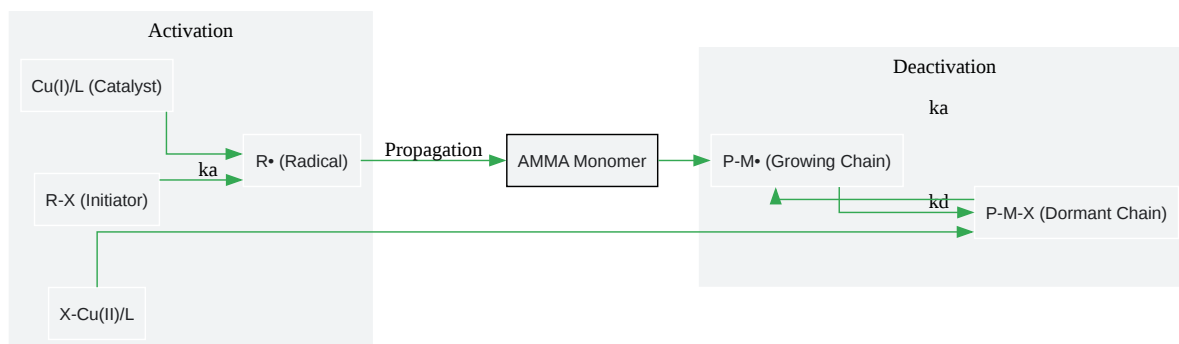 Activation
Cu(I)/L (Catalyst)
R-X (Initiator)
ka
R• (Radical)
X-Cu(II)/L
Propagation
AMMA Monomer
Deactivation
ka
P-M• (Growing Chain)
kd
P-M-X (Dormant Chain)